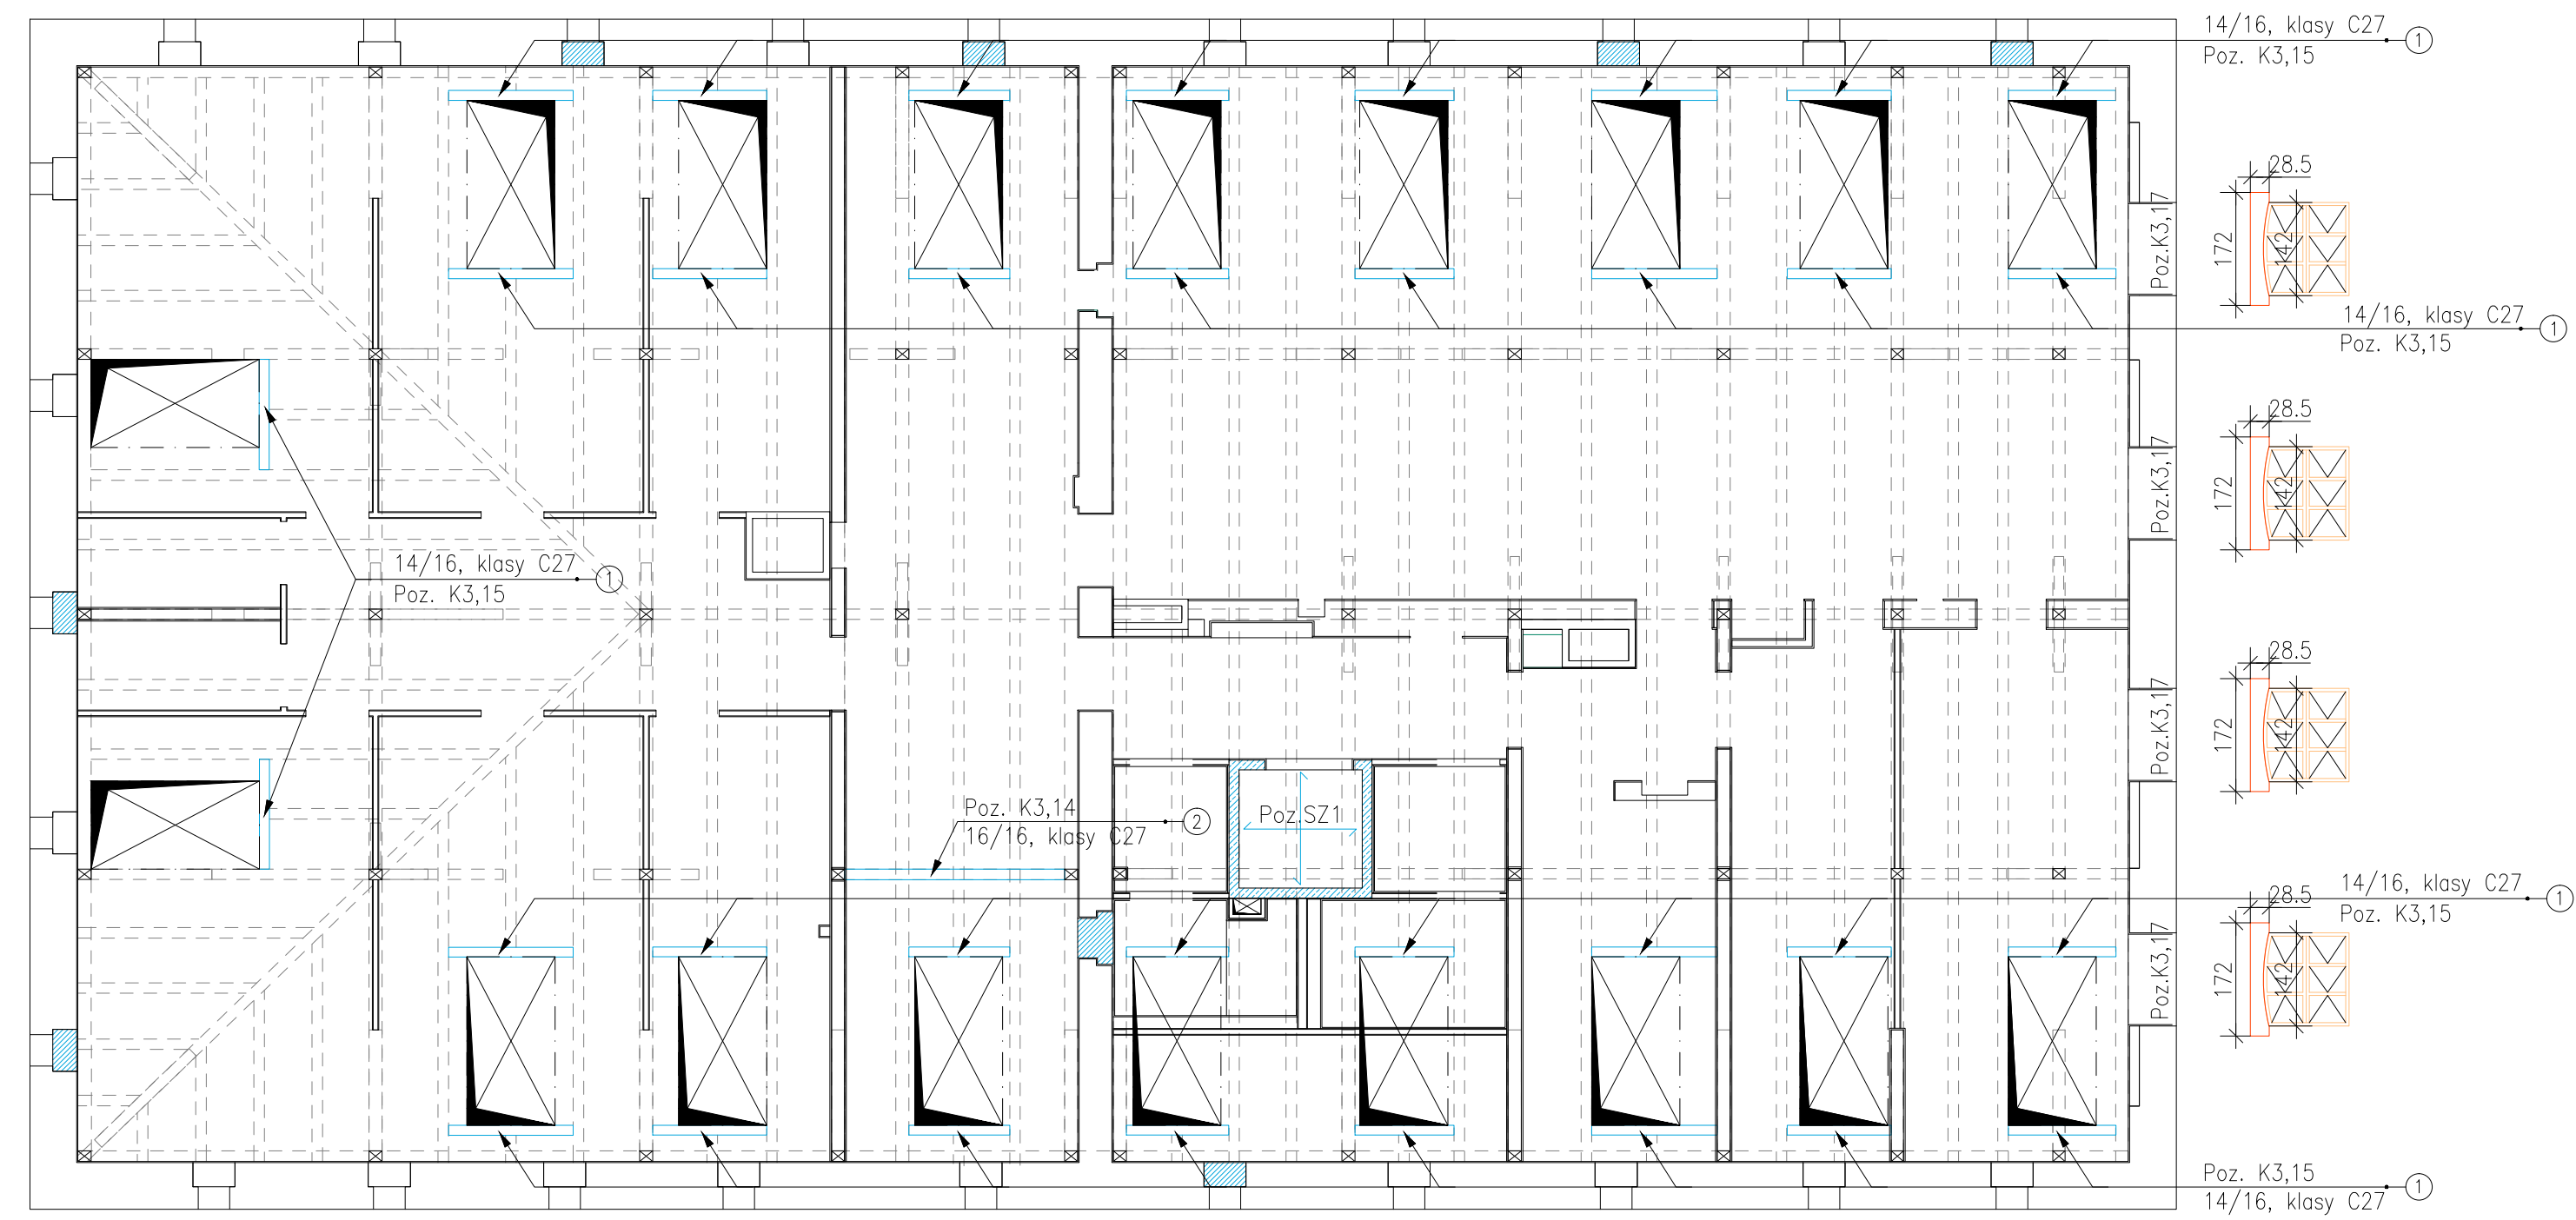 14/16, klasy C27
1
Poz. K3,15
28.5
172
142
Poz.K3,17
14/16, klasy C27
1
Poz. K3,15
28.5
172
142
Poz.K3,17
14/16, klasy C27
1
Poz. K3,15
28.5
172
142
Poz.K3,17
Poz. K3,14
2
16/16, klasy C27
Poz.SZ1
14/16, klasy C27
1
Poz. K3,15
28.5
172
142
Poz.K3,17
Poz. K3,15
1
14/16, klasy C27